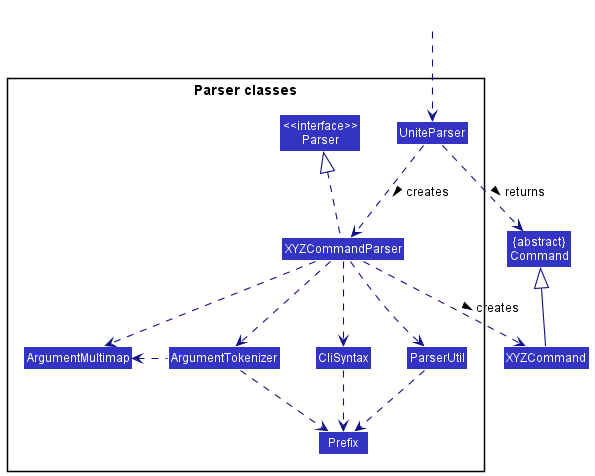 Parser classes
<<interface>>
Parser
UniteParser
creates
returns
XYZCommandParser
{abstract}
Command
creates
ArgumentMultimap
ArgumentTokenizer
CliSyntax
ParserUtil
XYZCommand
Prefix